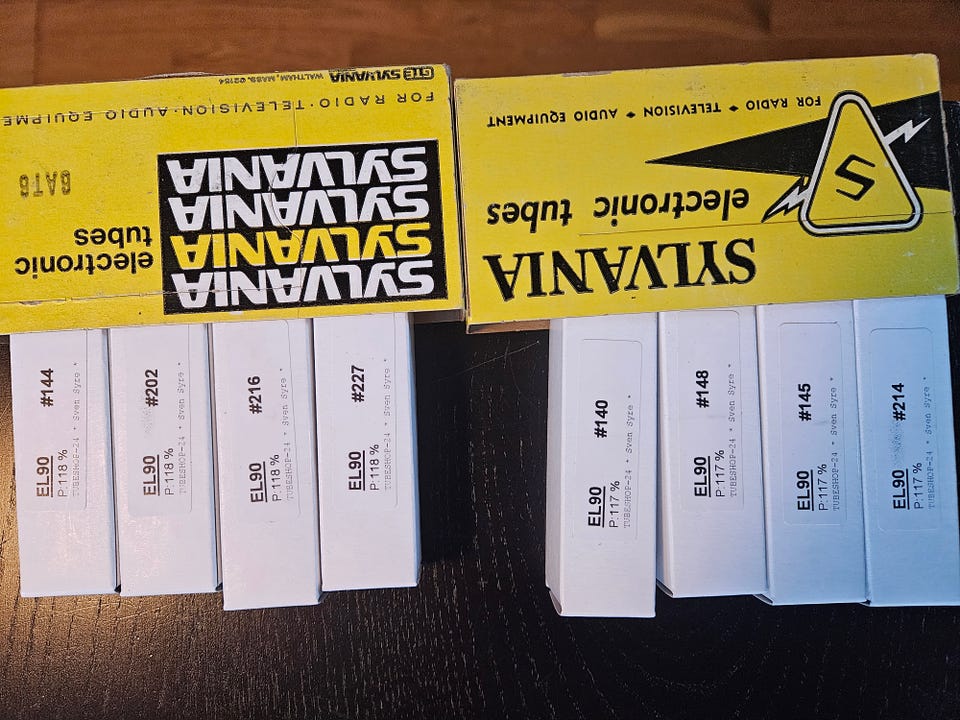 SYLVANIA
SYLVANIA
SYLVANIA
SYLVANIA
electronic
tubes
6AT6
FOR RADIO·TELEVISION·AUDIO EQUIPME
GTE SYLVANIA WALTHAM, MASS. 02154
S
SYLVANIA
electronic tubes
FOR RADIO ♦ TELEVISION ♦ AUDIO EQUIPMENT
EL90 #144
P:118 %
TUBESHOP-24 * Sven Syre *
EL90 #202
P:118 %
TUBESHOP-24 * Sven Syre *
EL90 #216
P:118 %
TUBESHOP-24 * Sven Syre *
EL90 #227
P:118 %
TUBESHOP-24 * Sven Syre *
EL90 #140
P:117 %
TUBESHOP-24 * Sven Syre *
EL90 #148
P:117 %
TUBESHOP-24 * Sven Syre *
EL90 #145
P:117 %
TUBESHOP-24 * Sven Syre *
EL90 #214
P:117 %
TUBESHOP-24 * Sven Syre *